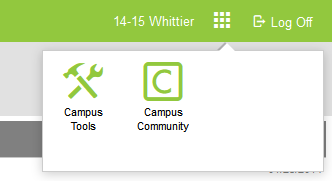 14-15 Whittier Log Off
C
Campus Campus
Tools Community